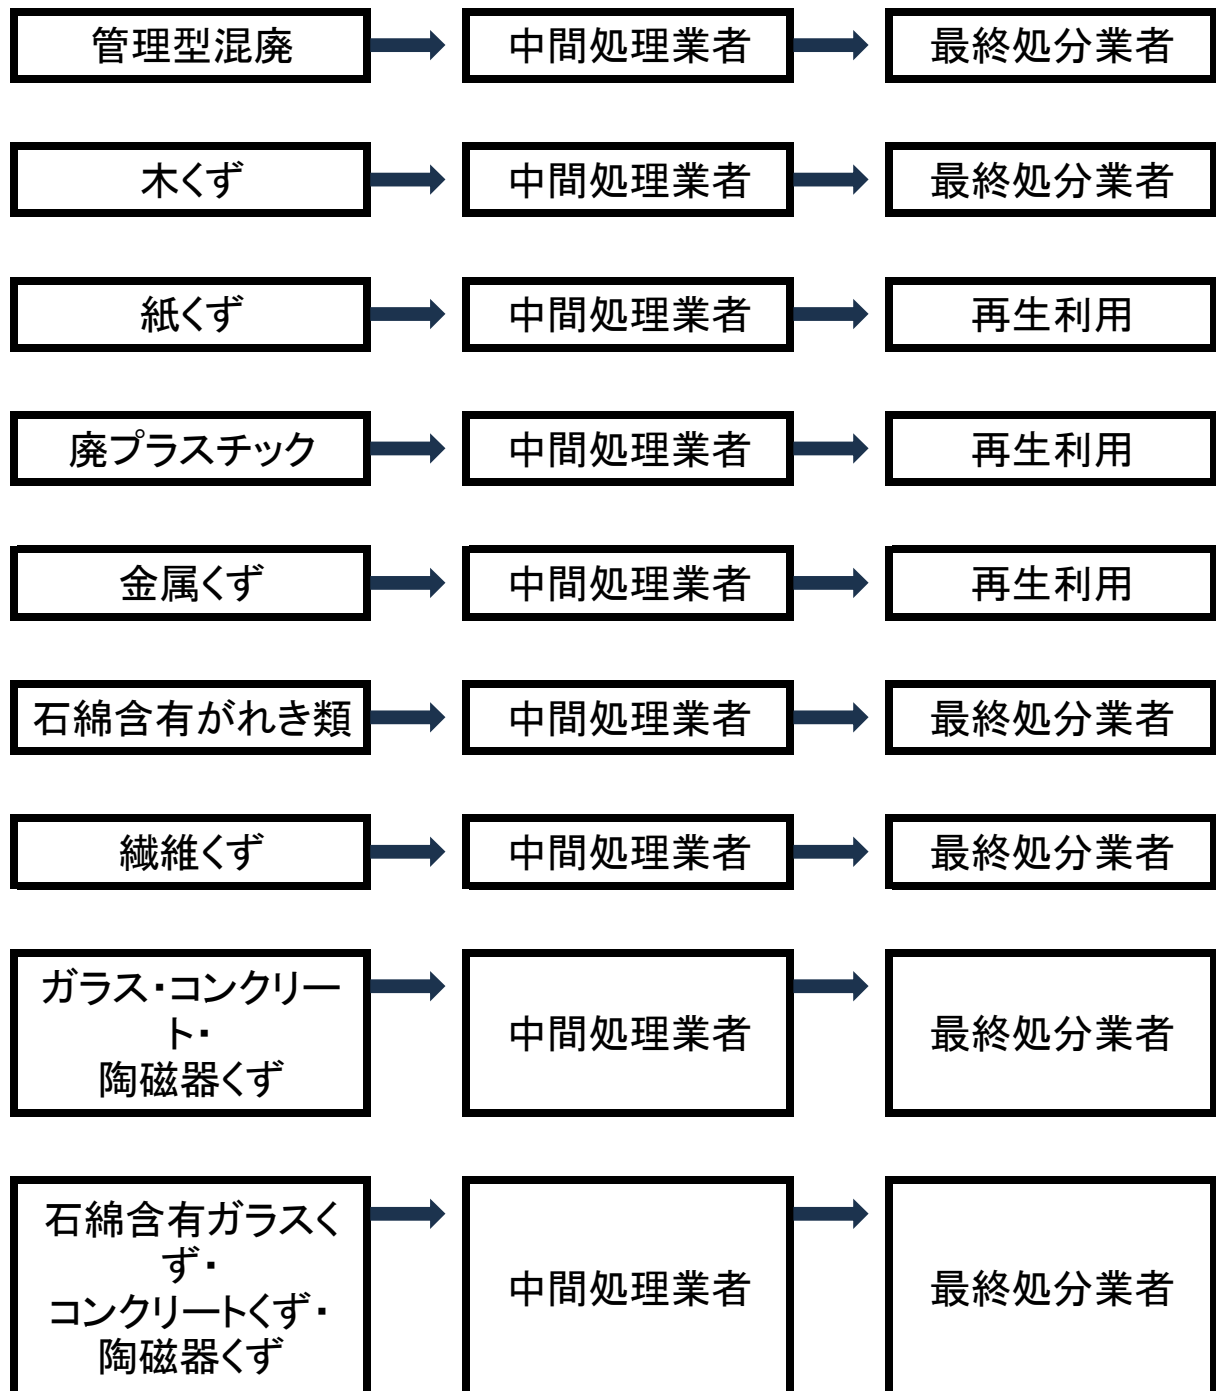 管理型混廃 中間処理業者 最終処分業者
木くず 中間処理業者 最終処分業者
紙くず 中間処理業者 再生利用
廃プラスチック 中間処理業者 再生利用
金属くず 中間処理業者 再生利用
石綿含有がれき類 中間処理業者 最終処分業者
繊維くず 中間処理業者 最終処分業者
ガラス・コンクリー
ト・
陶磁器くず
中間処理業者
最終処分業者
石綿含有ガラスく
ず・
コンクリートくず・
陶磁器くず
中間処理業者
最終処分業者